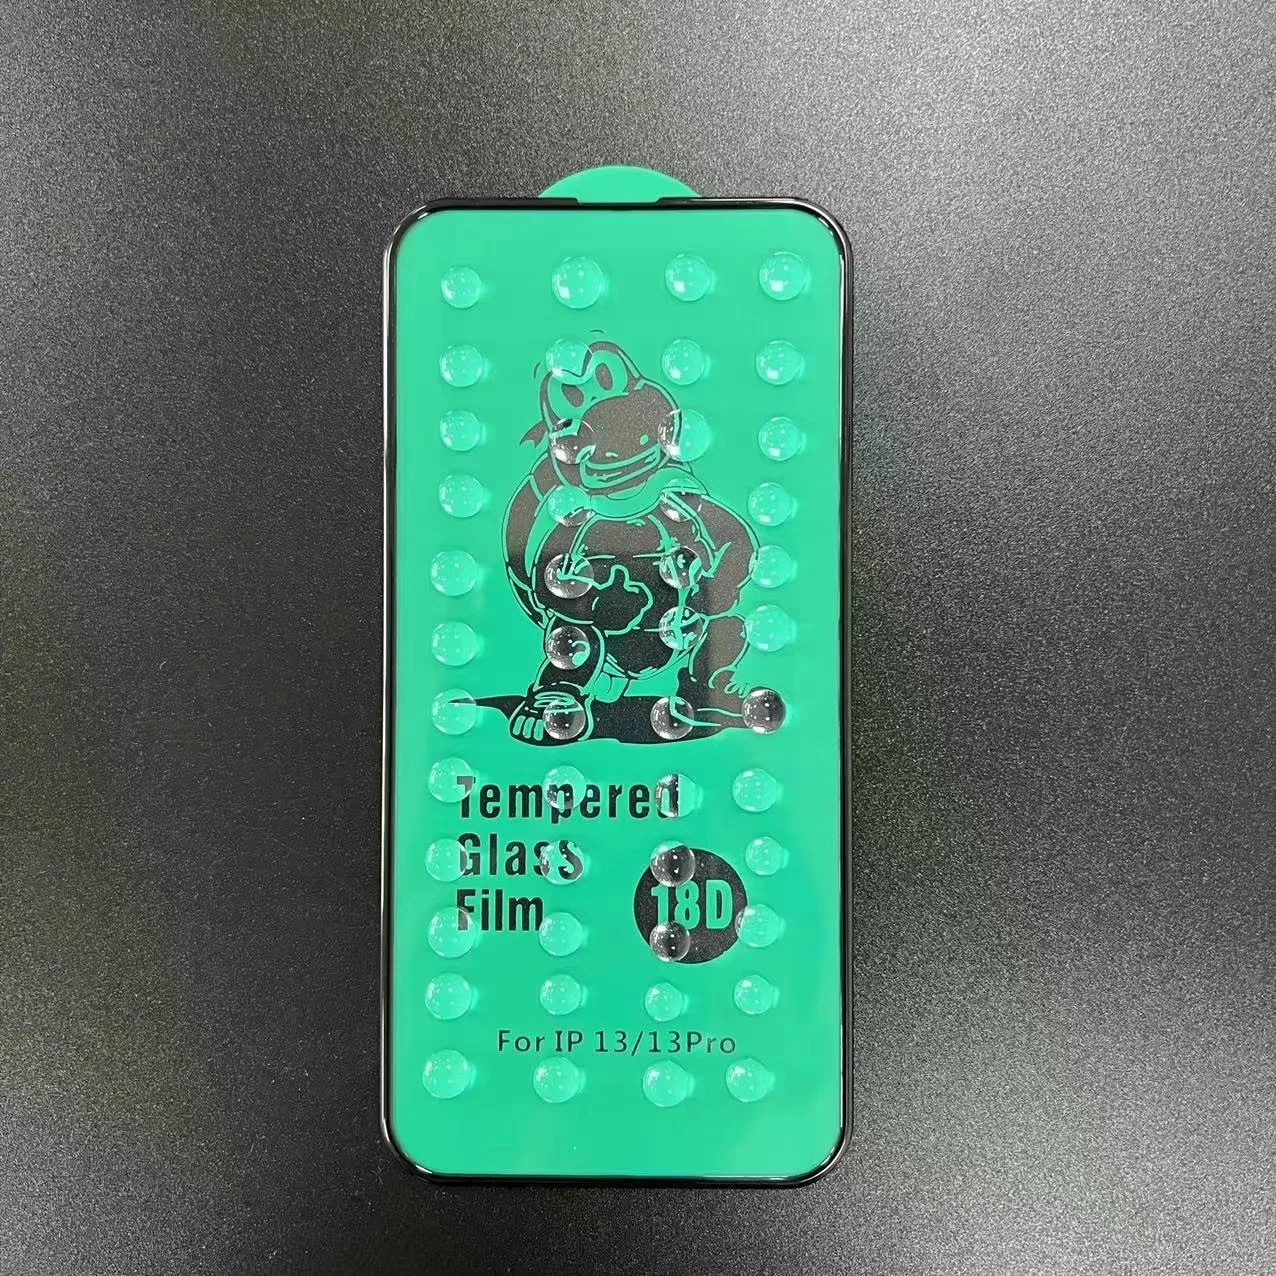 Tempered
Glass
Film
18D
For IP 13/13Pro